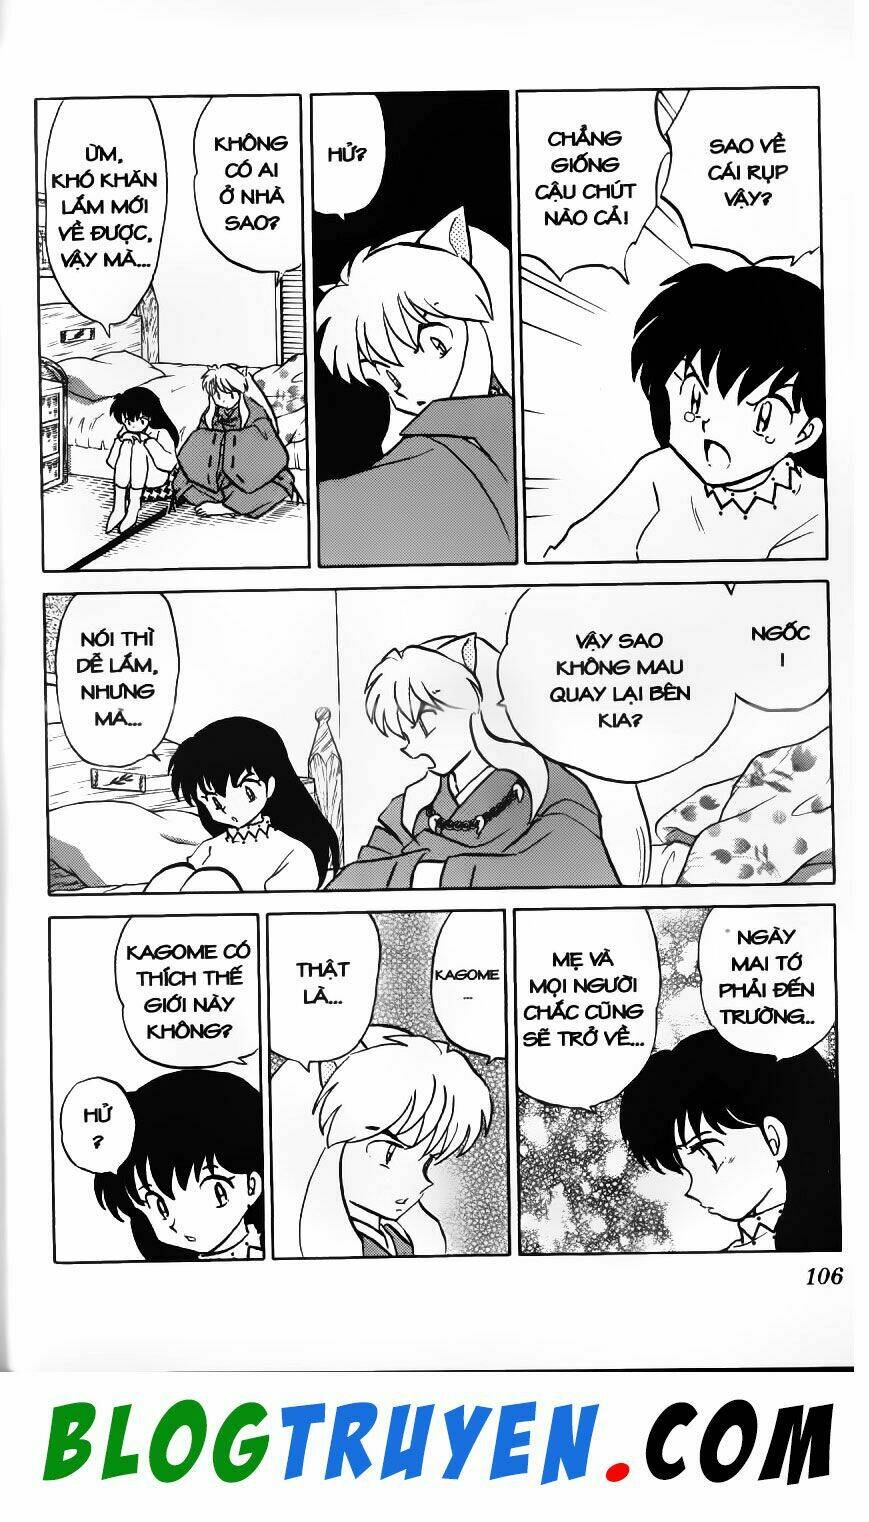 SAO VỀ
CÁI RỤP
VẬY?
CHẲNG
GIỐNG
CẬU CHÚT
NÀO CẢ!
HỬ?
KHÔNG
CÓ AI
Ở NHÀ
SAO?
ỪM,
KHÓ KHĂN
LẮM MỚI
VỀ ĐƯỢC,
VẬY MÀ...
NGỐC
!
VẬY SAO
KHÔNG MAU
QUAY LẠI BÊN
KIA?
NÓI THÌ
DỄ LẮM,
NHƯNG
MÀ...
NGÀY
MAI TỚ
PHẢI ĐẾN
TRƯỜNG...
MẸ VÀ
MỌI NGƯỜI
CHẮC CŨNG
SẼ TRỞ VỀ...
KAGOME
...
THẬT
LÀ...
KAGOME CÓ
THÍCH THẾ
GIỚI NÀY
KHÔNG?
HỬ
?
106
BLOGTRUYEN.COM